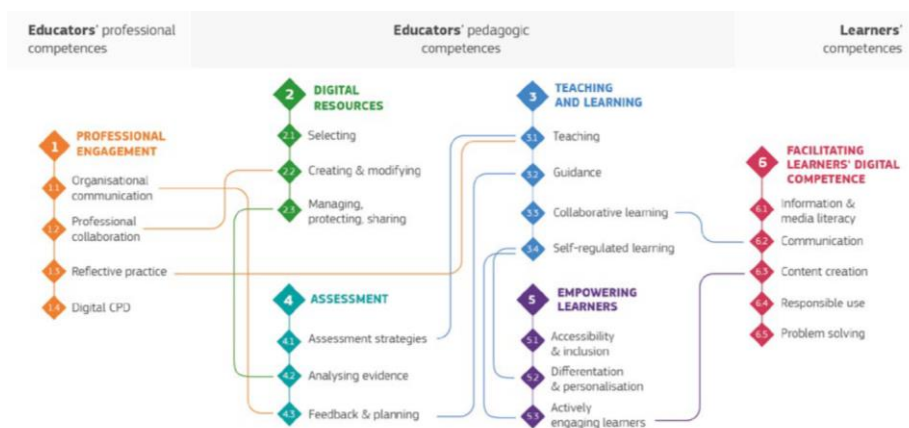 Educators' professional
competences
Educators' pedagogic
competences
Learners'
competences
1
PROFESSIONAL
ENGAGEMENT
1.1
Organisational
communication
1.2
Professional
collaboration
1.3
Reflective practice
1.4
Digital CPD
2
DIGITAL
RESOURCES
2.1
Selecting
2.2
Creating & modifying
2.3
Managing,
protecting, sharing
4
ASSESSMENT
4.1
Assessment strategies
4.2
Analysing evidence
4.3
Feedback & planning
3
TEACHING
AND LEARNING
3.1
Teaching
3.2
Guidance
3.3
Collaborative learning
3.4
Self-regulated learning
5
EMPOWERING
LEARNERS
5.1
Accessibility
& inclusion
5.2
Differentation
& personalisation
5.3
Actively
engaging learners
6
FACILITATING
LEARNERS' DIGITAL
COMPETENCE
6.1
Information &
media literacy
6.2
Communication
6.3
Content creation
6.4
Responsible use
6.5
Problem solving